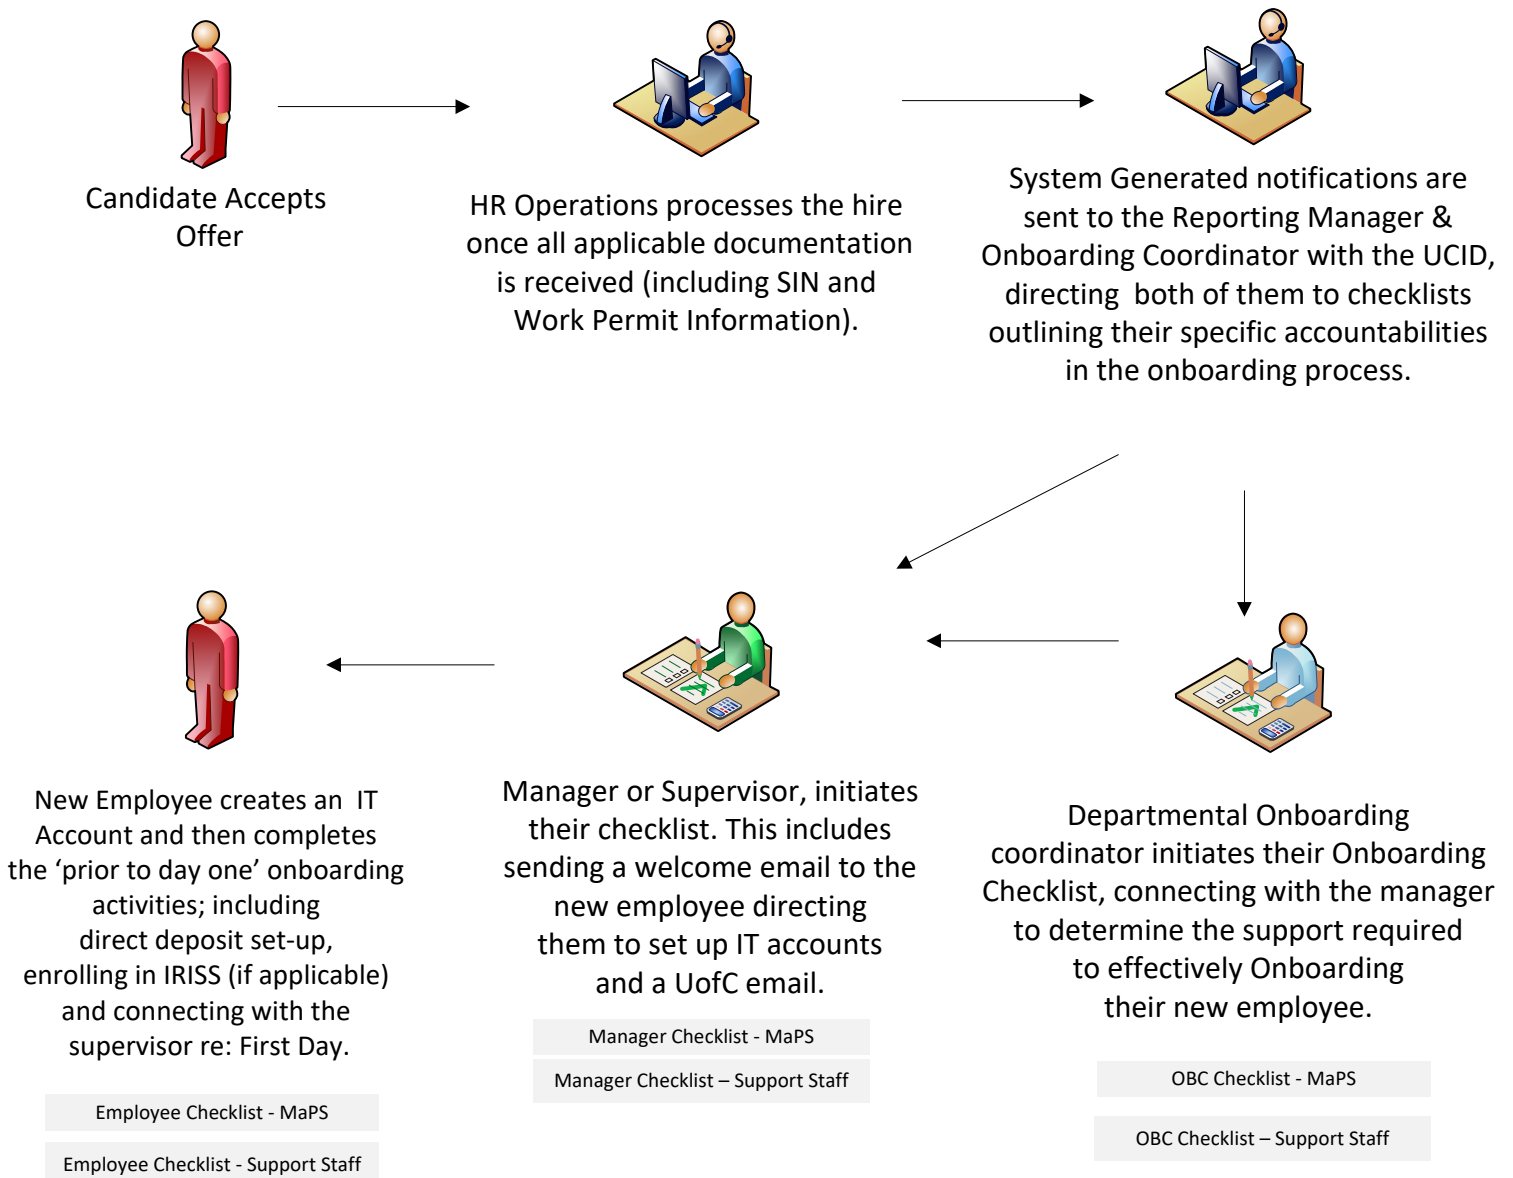 Candidate Accepts
Offer
HR Operations processes the hire
once all applicable documentation
is received (including SIN and
Work Permit Information).
System Generated notifications are
sent to the Reporting Manager &
Onboarding Coordinator with the UCID,
directing  both of them to checklists
outlining their specific accountabilities
in the onboarding process.
New Employee creates an  IT
Account and then completes
the ‘prior to day one’ onboarding
activities; including
direct deposit set-up,
enrolling in IRISS (if applicable)
and connecting with the
supervisor re: First Day.
Employee Checklist - MaPS
Employee Checklist - Support Staff
Manager or Supervisor, initiates
their checklist. This includes
sending a welcome email to the
new employee directing
them to set up IT accounts
and a UofC email.
Manager Checklist - MaPS
Manager Checklist – Support Staff
Departmental Onboarding
coordinator initiates their Onboarding
Checklist, connecting with the manager
to determine the support required
to effectively Onboarding
their new employee.
OBC Checklist - MaPS
OBC Checklist – Support Staff